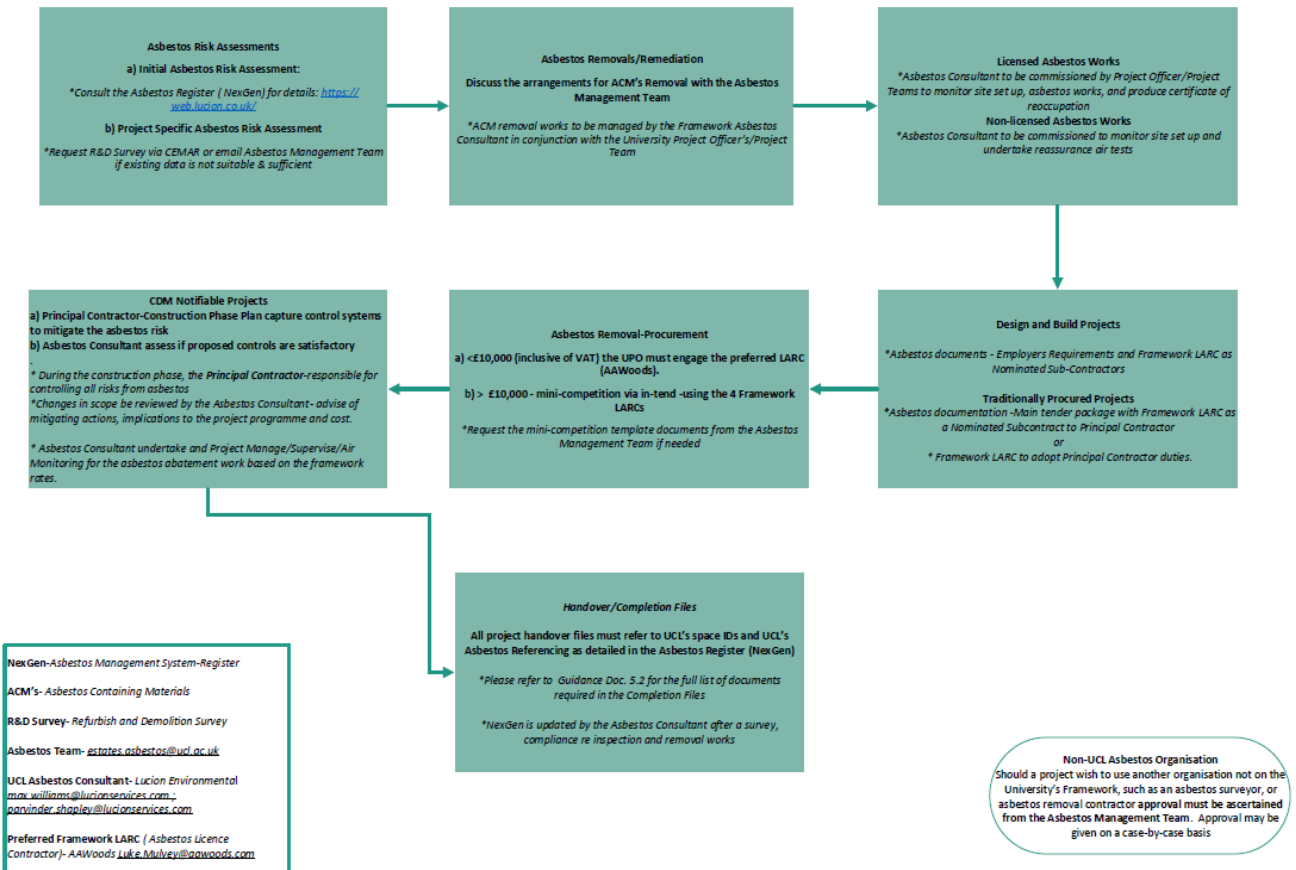 Asbestos Risk Assessments
a) Initial Asbestos Risk Assessment:
*Consult the Asbestos Register ( NexGen) for details: https://
web.lucion.co.uk/
b) Project Specific Asbestos Risk Assessment
*Request R&D Survey via CEMAR or email Asbestos Management Team
if existing data is not suitable & sufficient
Asbestos Removals/Remediation
Discuss the arrangements for ACM's Removal with the Asbestos
Management Team
*ACM removal works to be managed by the Framework Asbestos
Consultant in conjunction with the University Project Officer's/Project
Team
Licensed Asbestos Works
*Asbestos Consultant to be commissioned by Project Officer/Project
Teams to monitor site set up, asbestos works, and produce certificate of
reoccupation
Non-licensed Asbestos Works
*Asbestos Consultant to be commissioned to monitor site set up and
undertake reassurance air tests
CDM Notifiable Projects
a) Principal Contractor-Construction Phase Plan capture control systems
to mitigate the asbestos risk
b) Asbestos Consultant assess if proposed controls are satisfactory
.
* During the construction phase, the Principal Contractor-responsible for
controlling all risks from asbestos
*Changes in scope be reviewed by the Asbestos Consultant- advise of
mitigating actions, implications to the project programme and cost.
* Asbestos Consultant undertake and Project Manage/Supervise/Air
Monitoring for the asbestos abatement work based on the framework
rates.
Asbestos Removal-Procurement
a) <£10,000 (inclusive of VAT) the UPO must engage the preferred LARC
(AAWoods).
b) > £10,000 - mini-competition via in-tend -using the 4 Framework
LARCs
*Request the mini-competition template documents from the Asbestos
Management Team if needed
Design and Build Projects
*Asbestos documents - Employers Requirements and Framework LARC as
Nominated Sub-Contractors
Traditionally Procured Projects
*Asbestos documentation -Main tender package with Framework LARC as
a Nominated Subcontract to Principal Contractor
or
* Framework LARC to adopt Principal Contractor duties.
Handover/Completion Files
All project handover files must refer to UCL's space IDs and UCL's
Asbestos Referencing as detailed in the Asbestos Register (NexGen)
*Please refer to Guidance Doc. 5.2 for the full list of documents
required in the Completion Files
*NexGen is updated by the Asbestos Consultant after a survey,
compliance re inspection and removal works
NexGen-Asbestos Management System-Register
ACM's- Asbestos Containing Materials
R&D Survey- Refurbish and Demolition Survey
Asbestos Team- estates.asbestos@ucl.ac.uk
UCL Asbestos Consultant- Lucion Environmental
max.williams@lucionservices.com ;
parvinder.shapley@lucionservices.com
Preferred Framework LARC ( Asbestos Licence
Contractor)- AAWoods Luke.Mulvey@aawoods.com
Non-UCL Asbestos Organisation
Should a project wish to use another organisation not on the
University's Framework, such as an asbestos surveyor, or
asbestos removal contractor approval must be ascertained
from the Asbestos Management Team. Approval may be
given on a case-by-case basis